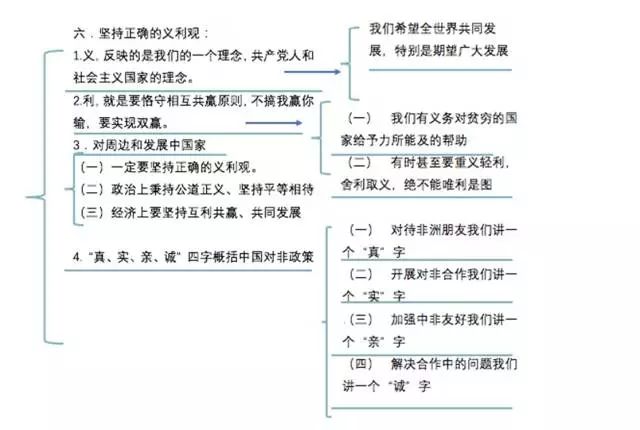 六．坚持正确的义利观：
1.义，反映的是我们的一个理念，共产党人和
社会主义国家的理念。
2.利，就是要恪守相互共赢原则，不搞我赢你
输，要实现双赢。
3．对周边和发展中国家
（一）一定要坚持正确的义利观。
（二）政治上秉持公道正义、坚持平等相待
（三）经济上要坚持互利共赢、共同发展
4.“真、实、亲、诚”四字概括中国对非政策
我们希望全世界共同发
展，特别是期望广大发展
（一） 我们有义务对贫穷的国
家给予力所能及的帮助
（二） 有时甚至要重义轻利，
舍利取义，绝不能唯利是图
（一） 对待非洲朋友我们讲一
个“真”字
（二） 开展对非合作我们讲一
个“实”字
（三） 加强中非友好我们讲一
个“亲”字
（四） 解决合作中的问题我们
讲一个“诚”字